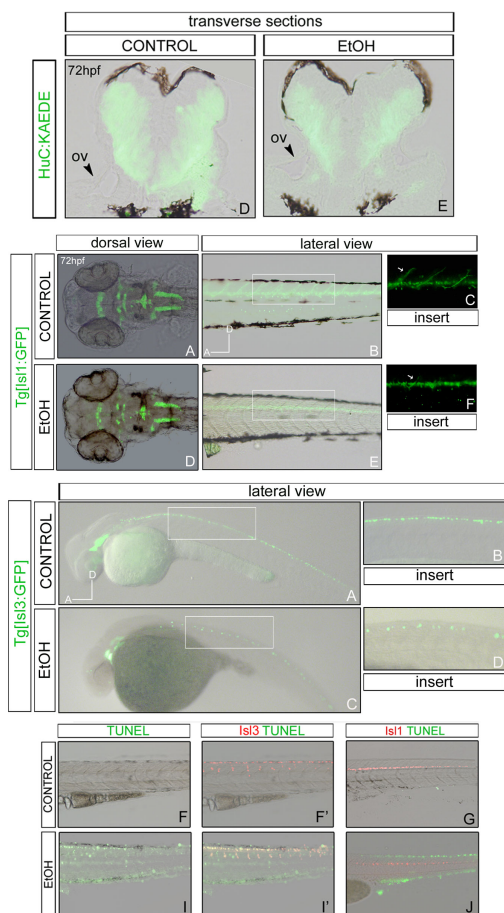 transverse sections
CONTROL EtOH
HuC:KAEDE
72hpf
ov
D
ov
E
dorsal view lateral view
Tg[Isl1:GFP]
CONTROL
72hpf
A
D
A
B
C
insert
EtOH
D
E
F
insert
lateral view
Tg[Isl3:GFP]
CONTROL
D
A
A
B
insert
EtOH
C
D
insert
TUNEL Isl3 TUNEL Isl1 TUNEL
CONTROL
F
F'
G
EtOH
I
I'
J